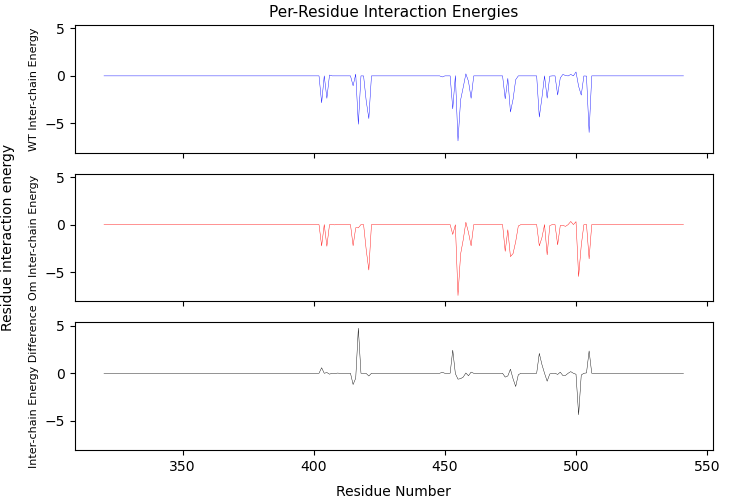 Per-Residue Interaction Energies
Residue interaction energy
WT Inter-chain Energy
5
0
−5
Om Inter-chain Energy
5
0
−5
Inter-chain Energy Difference
5
0
−5
350
400
450
500
550
Residue Number